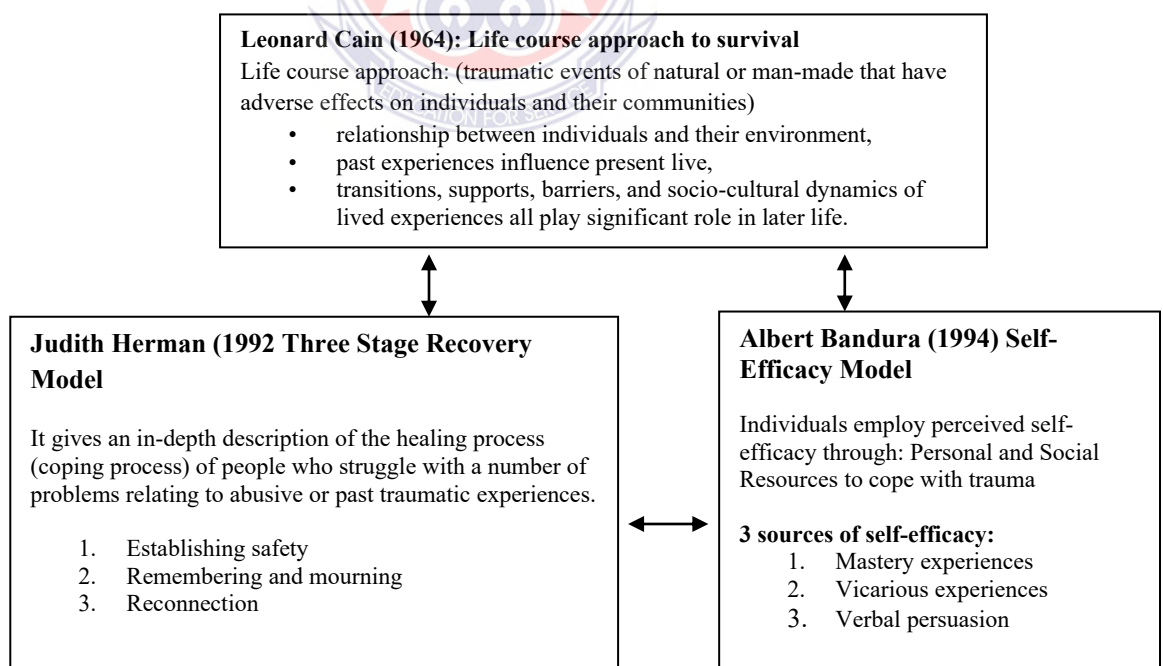 Leonard Cain (1964): Life course approach to survival
Life course approach: (traumatic events of natural or man-made that have
adverse effects on individuals and their communities)
• relationship between individuals and their environment,
• past experiences influence present live,
• transitions, supports, barriers, and socio-cultural dynamics of
lived experiences all play significant role in later life.
Judith Herman (1992 Three Stage Recovery
Model
It gives an in-depth description of the healing process
(coping process) of people who struggle with a number of
problems relating to abusive or past traumatic experiences.
1. Establishing safety
2. Remembering and mourning
3. Reconnection
Albert Bandura (1994) Self-
Efficacy Model
Individuals employ perceived self-
efficacy through: Personal and Social
Resources to cope with trauma
3 sources of self-efficacy:
1. Mastery experiences
2. Vicarious experiences
3. Verbal persuasion